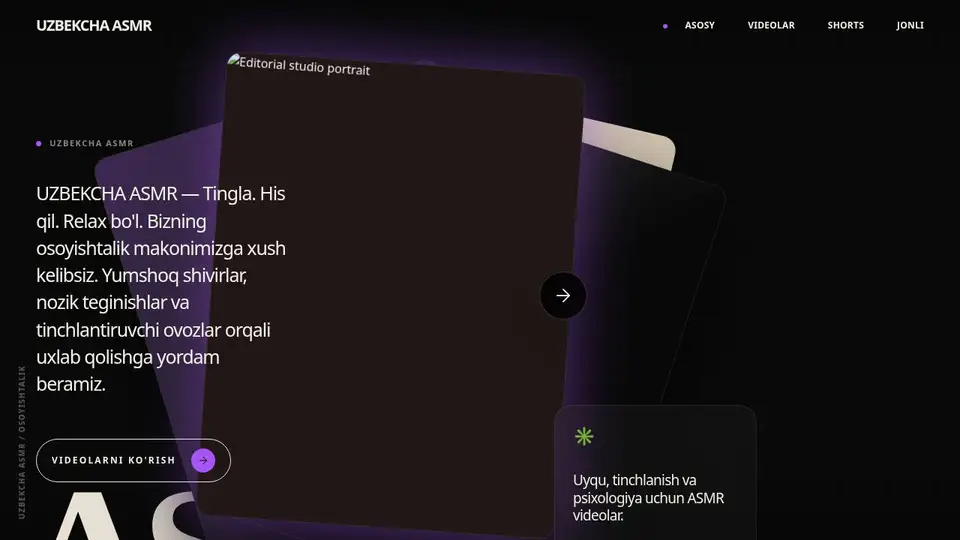 UZBEKCHA ASMR
ASOSY
VIDEOLAR
SHORTS
JONLI
Editorial studio portrait
UZBEKCHA ASMR
UZBEKCHA ASMR — Tingla. His
qil. Relax bo'l. Bizning
osoyishtalik makonimizga xush
kelibsiz. Yumshoq shivirlar,
nozik teginishlar va
tinchlantiruvchi ovozlar orqali
uxlab qolishga yordam
beramiz.
UZBEKCHA ASMR / OSOYISHTALIK
VIDEOLARNI KO'RISH
AS
Uyqu, tinchlanish va
psixologiya uchun ASMR
videolar.